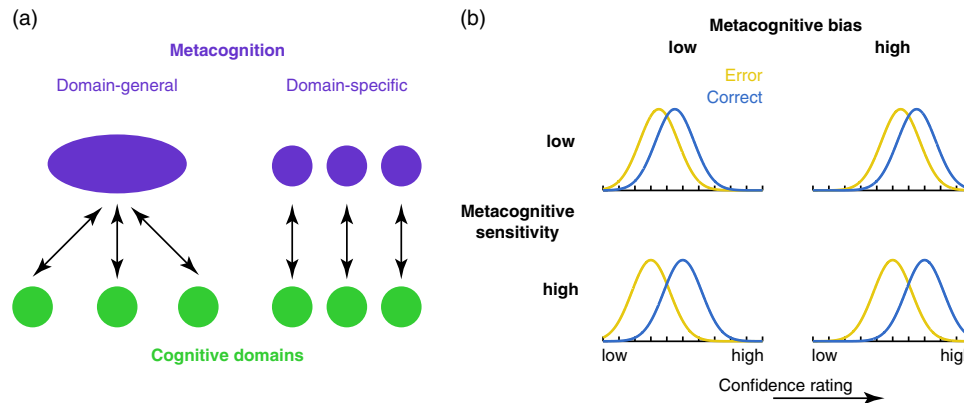 (a)
Metacognition
Domain-general
Domain-specific
Cognitive domains
(b)
Metacognitive bias
low
high
Error
Correct
low
Metacognitive
sensitivity
high
low
high
low
high
Confidence rating